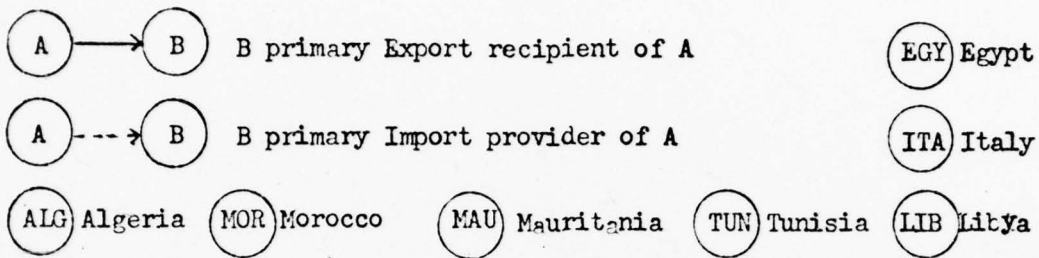 A B B primary Export recipient of A EGY Egypt
A B B primary Import provider of A ITA Italy
ALG Algeria MOR Morocco MAU Mauritania TUN Tunisia LIB Libya